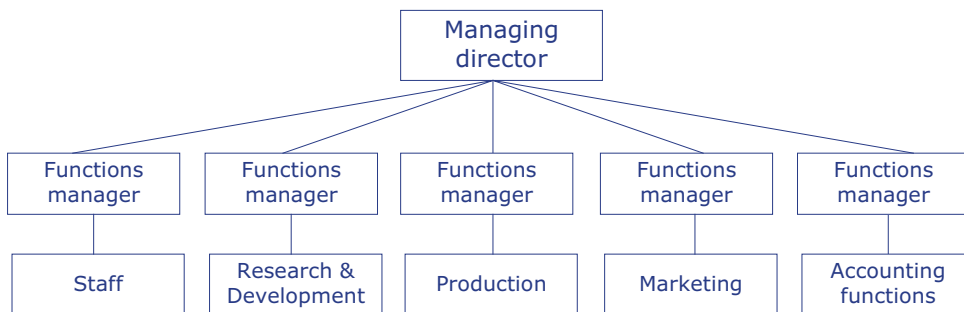 Managing
director
Functions
manager
Functions
manager
Functions
manager
Functions
manager
Functions
manager
Staff
Research &
Development
Production
Marketing
Accounting
functions